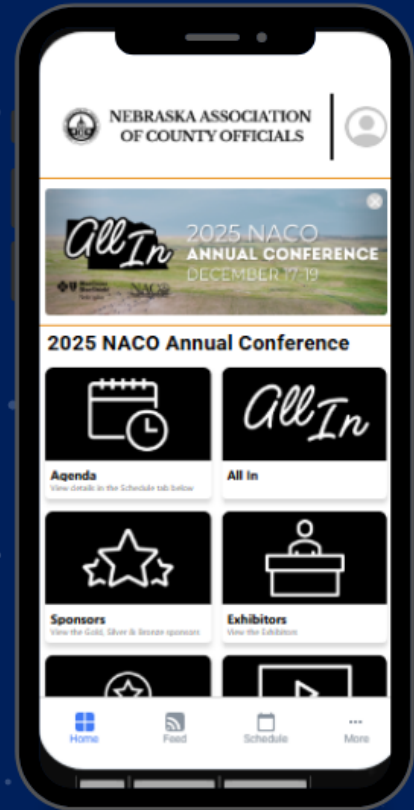 NEBRASKA ASSOCIATION
OF COUNTY OFFICIALS
All In
2025 NACO
ANNUAL CONFERENCE
DECEMBER 17-19
NACO
2025 NACO Annual Conference
All In
Agenda
View details in the Schedule tab below
All In
Sponsors
View the Gold, Silver & Bronze sponsors
Exhibitors
View the Exhibitors
Home
Feed
Schedule
More